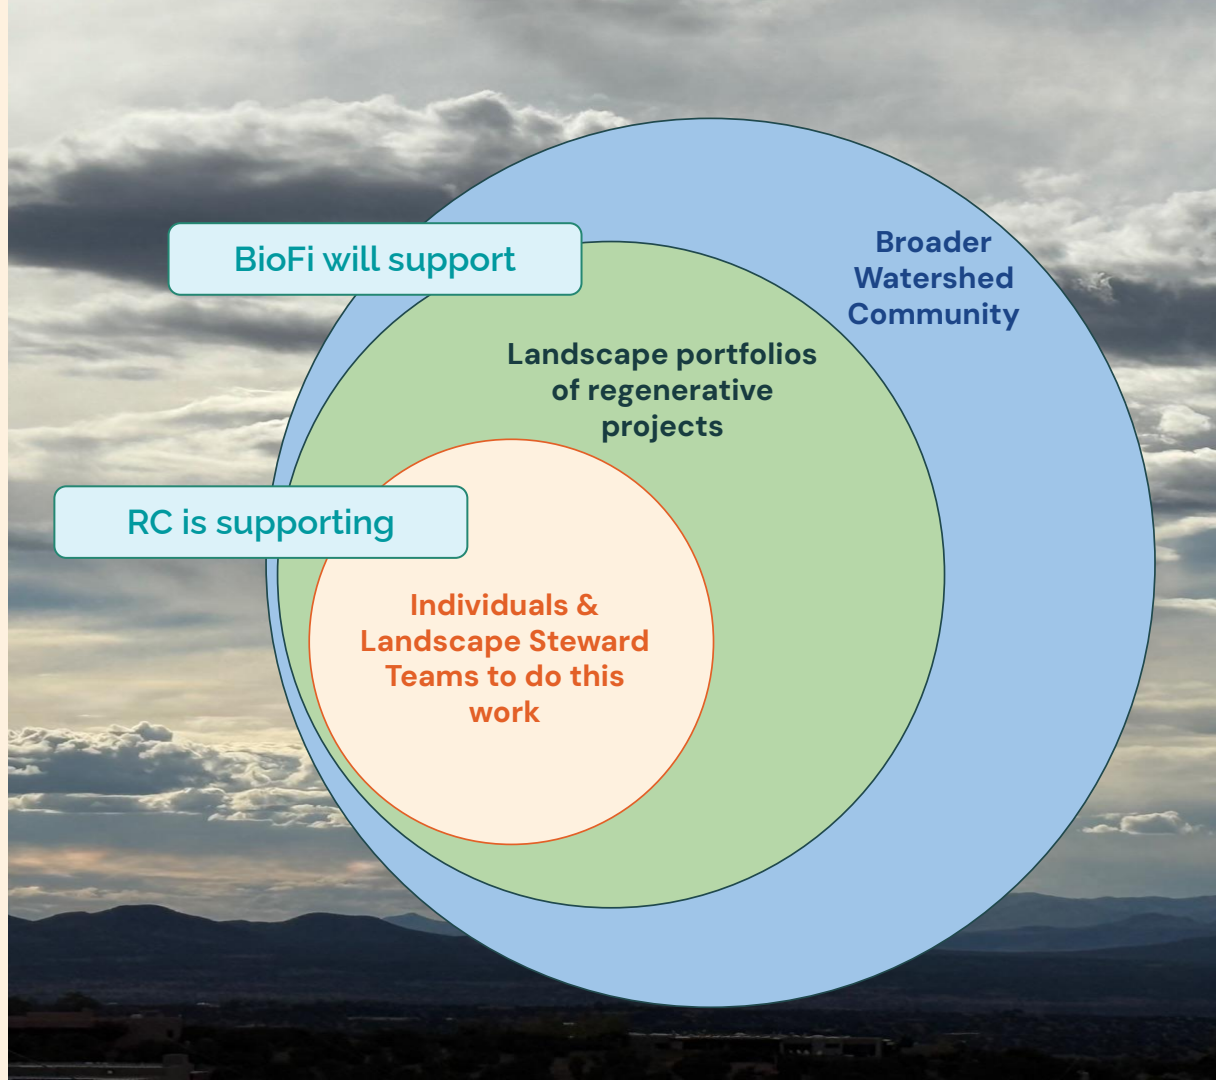 BioFi will support
Broader
Watershed
Community
Landscape portfolios
of regenerative
projects
RC is supporting
Individuals &
Landscape Steward
Teams to do this
work